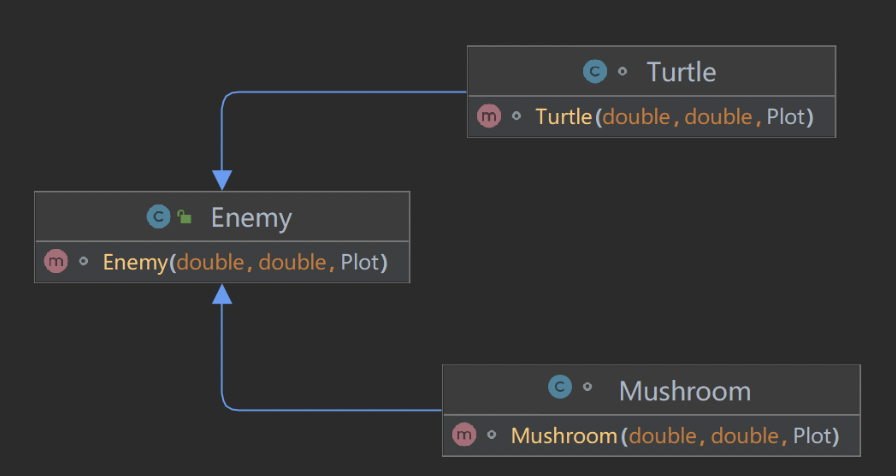 Turtle
Turtle(double, double, Plot)
Enemy
Enemy(double, double, Plot)
Mushroom
Mushroom(double, double, Plot)